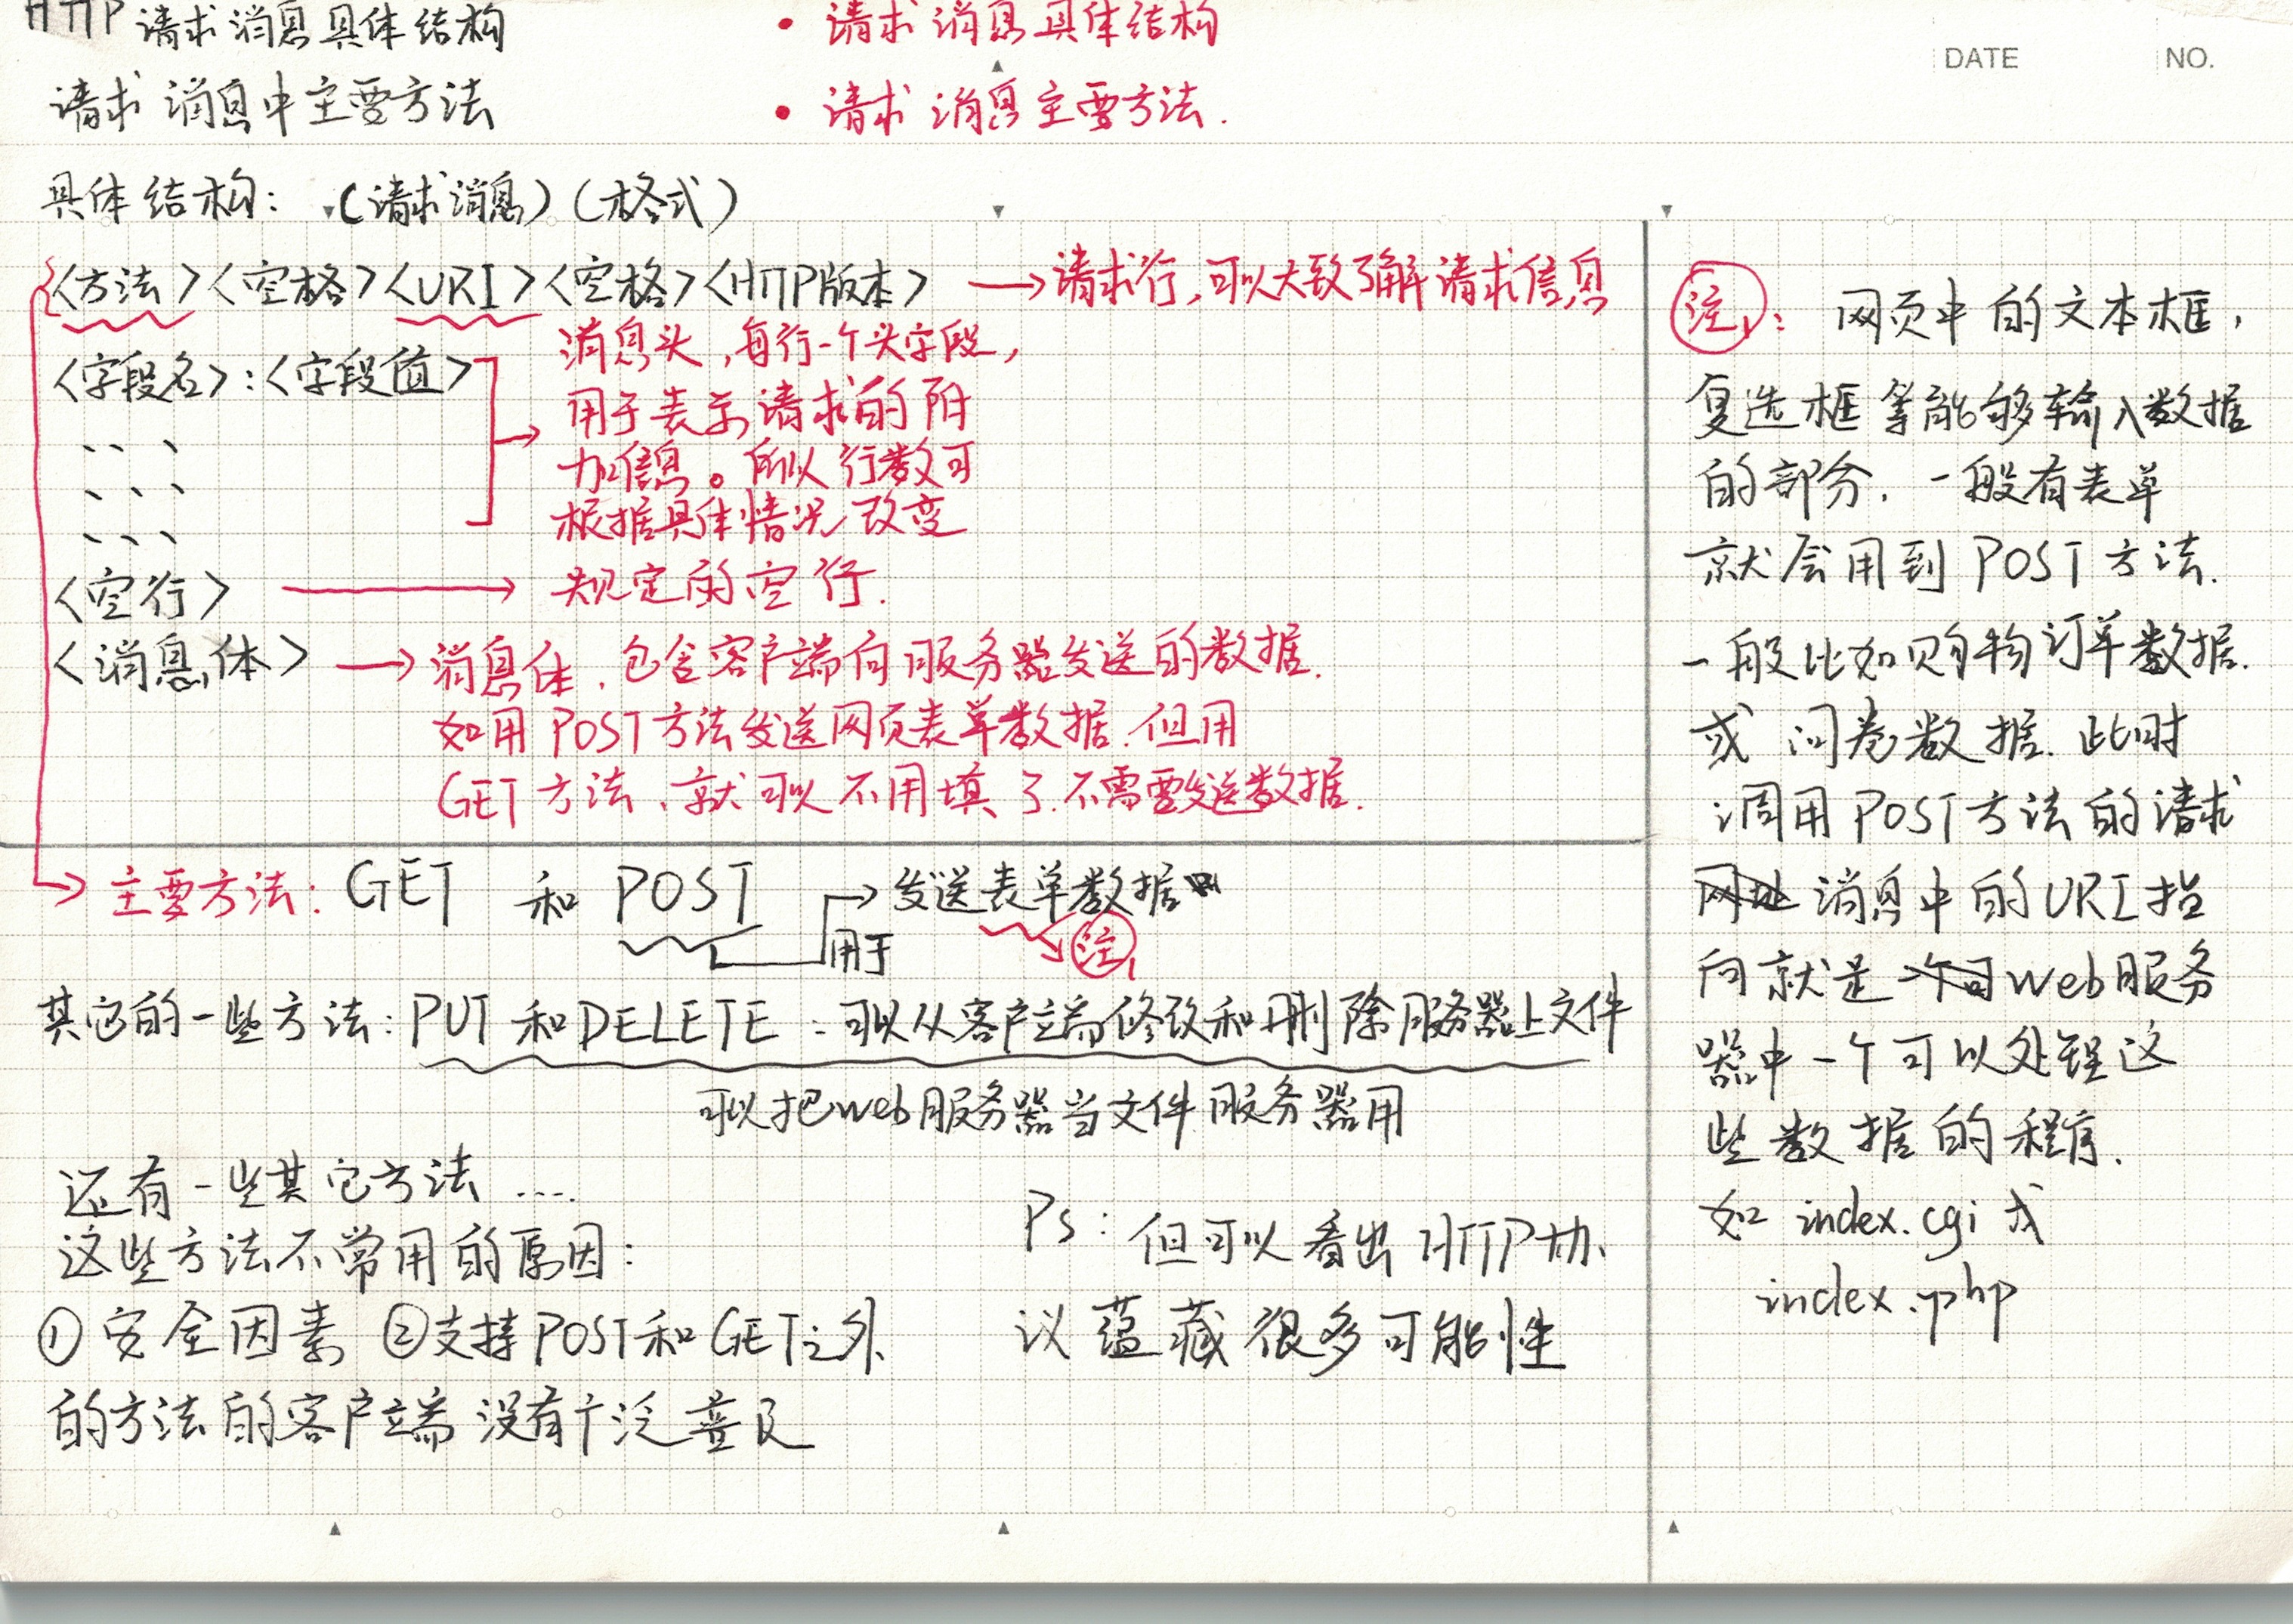 HTTP 请求消息具体结构
请求消息中主要方法
• 请求消息具体结构
• 请求消息主要方法.
DATE NO.
具体结构: (请求消息)(格式)
<方法><空格><URI><空格><HTTP版本> → 请求行,可以大致了解请求信息
<字段名>:<字段值>
、、、
、、、
、、、
消息头,每行一个头字段,
用于表示请求的附
加信息。所以行数可
根据具体情况改变
<空行> → 规定的空行.
<消息体> → 消息体.包含客户端向服务器发送的数据.
如用POST方法发送网页表单数据.但用
GET方法、就可以不用填了.不需要发送数据.
→ 主要方法: GET 和 POST 用于 → 发送表单数据
注1
其它的一些方法: PUT 和 DELETE : 可以从客户端修改和删除服务器上文件
可以把web服务器当文件服务器用
还有一些其它方法 ....
这些方法不常用的原因:
①安全因素 ②支持POST和GET之外
的方法的客户端没有广泛普及
Ps: 但可以看出HTTP协
议蕴藏很多可能性
注1: 网页中的文本框,
复选框等能够输入数据
的部分. 一般有表单
就会用到POST方法.
一般比如购物订单数据.
或问卷数据. 此时
调用POST方法的请求
消息中的URI指
向就是web服务
器中一个可以处理这
些数据的程序.
如 index.cgi 或
index.php